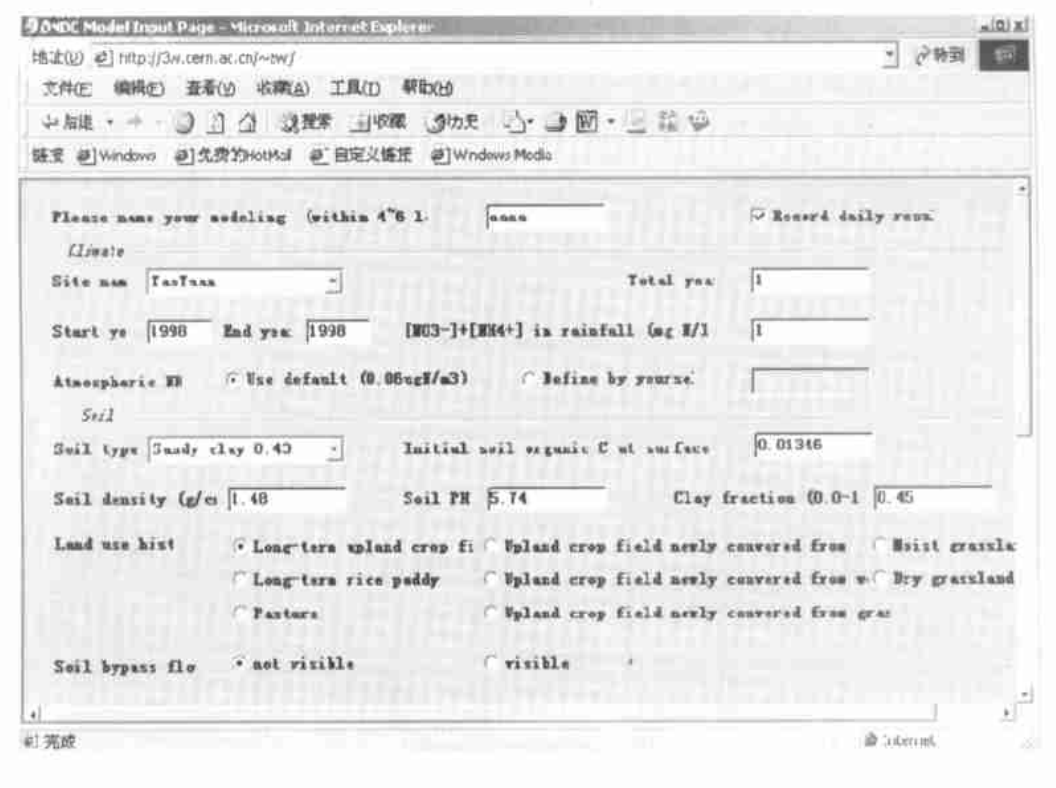 DNDC Model Input Page - Microsoft Internet Explorer
地址(U) http://3w.cern.ac.cn/~tw/ 转到
文件(F) 编辑(E) 查看(V) 收藏(A) 工具(T) 帮助(H)
后退 搜索 收藏 历史
链接 Windows 免费的HotMail 自定义链接 Windows Media
Please name your modeling (within 4~6 l. aaaa Record daily resu
Climate
Site nam TaoYuan Total yea 1
Start ye 1998 End yea 1998 [NO3-]+[NH4+] in rainfall (mg N/l 1
Atmospheric NH Use default (0.06ugN/m3) Define by yourse
Soil
Soil type Sandy clay 0.43 Initial soil organic C at surface 0.01346
Soil density (g/c 1.48 Soil PH 5.74 Clay fraction (0.0-1 0.45
Land use hist Long-term upland crop fi Upland crop field newly convered from Moist grassla
Long-term rice paddy Upland crop field newly convered from w Dry grassland
Pasture Upland crop field newly convered from gras
Soil bypass flo not visible visible
完成 Internet